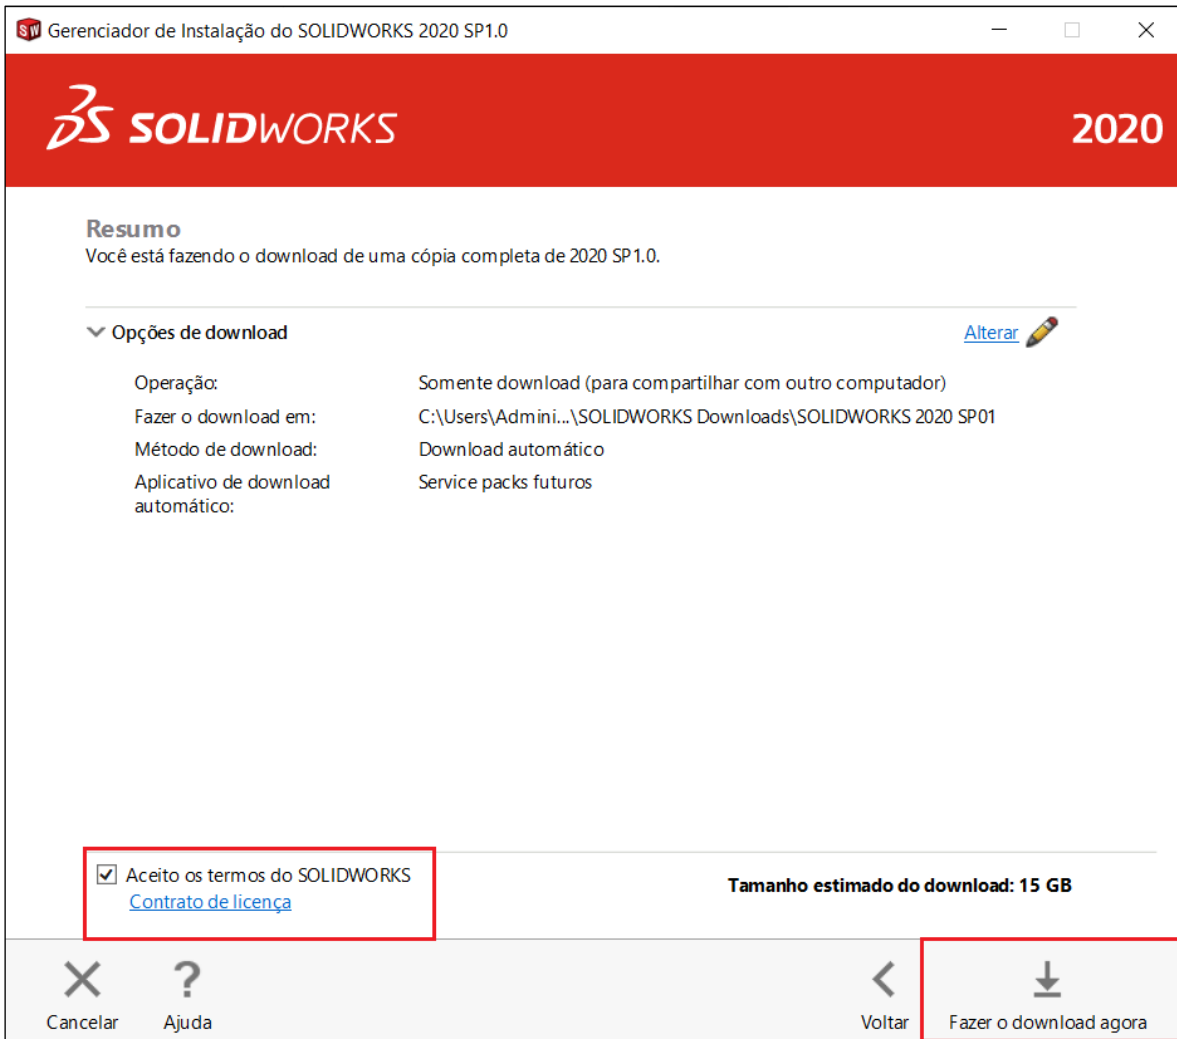 Gerenciador de Instalação do SOLIDWORKS 2020 SP1.0
SOLIDWORKS
2020
Resumo
Você está fazendo o download de uma cópia completa de 2020 SP1.0.
Opções de download
Alterar
Operação: Somente download (para compartilhar com outro computador)
Fazer o download em: C:\Users\Admini...\SOLIDWORKS Downloads\SOLIDWORKS 2020 SP01
Método de download: Download automático
Aplicativo de download Service packs futuros
automático:
Aceito os termos do SOLIDWORKS
Contrato de licença
Tamanho estimado do download: 15 GB
Cancelar
Ajuda
Voltar
Fazer o download agora